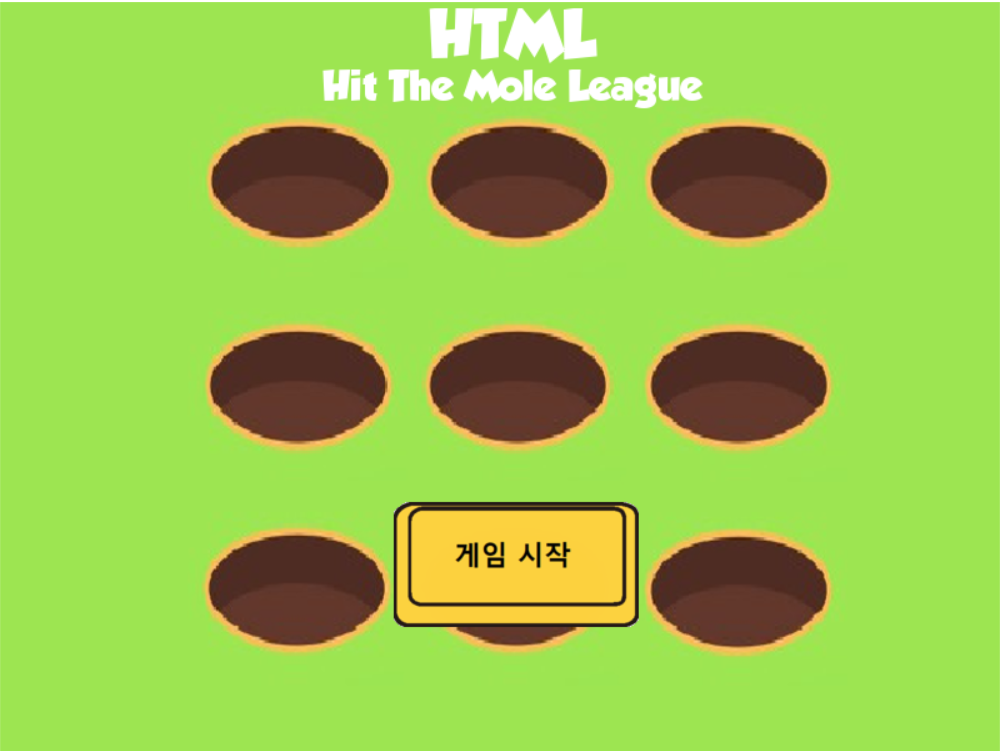 HTML
Hit The Mole League
게임 시작